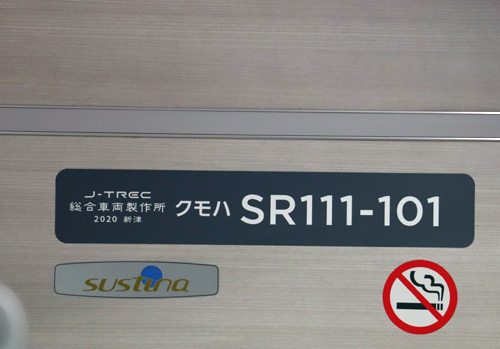 J-TREC
総合車両製作所
2020 新津
クモハ SR111-101
sustina